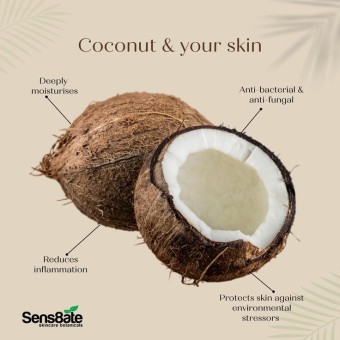 Coconut & your skin
Deeply
moisturises
Anti-bacterial &
anti-fungal
Reduces
inflammation
Protects skin against
environmental
stressors
Sens8ate
skincare botanicals